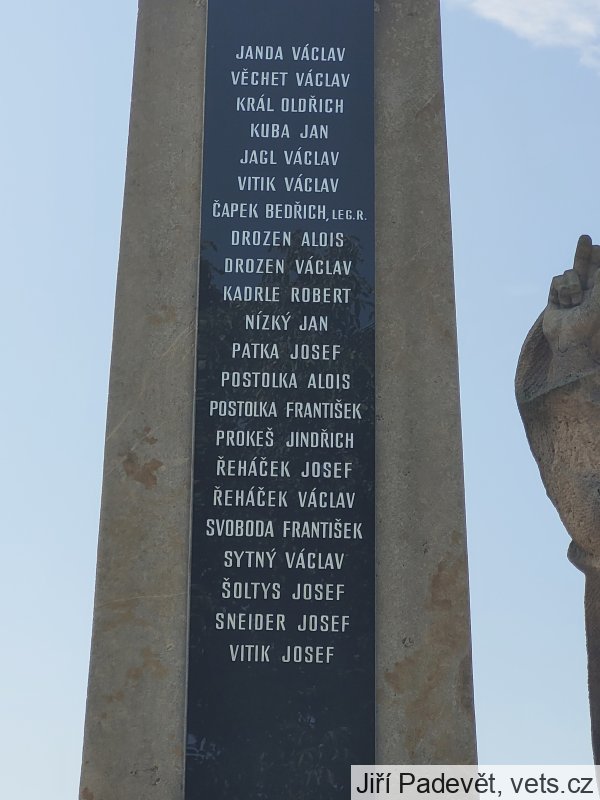 JANDA VÁCLAV
VĚCHET VÁCLAV
KRÁL OLDŘICH
KUBA JAN
JAGL VÁCLAV
VITIK VÁCLAV
ČAPEK BEDŘICH, LEG.R.
DROZEN ALOIS
DROZEN VÁCLAV
KADRLE ROBERT
NÍZKÝ JAN
PATKA JOSEF
POSTOLKA ALOIS
POSTOLKA FRANTIŠEK
PROKEŠ JINDŘICH
ŘEHÁČEK JOSEF
ŘEHÁČEK VÁCLAV
SVOBODA FRANTIŠEK
SYTNÝ VÁCLAV
ŠOLTYS JOSEF
SNEIDER JOSEF
VITIK JOSEF
Jiří Padevět, vets.cz